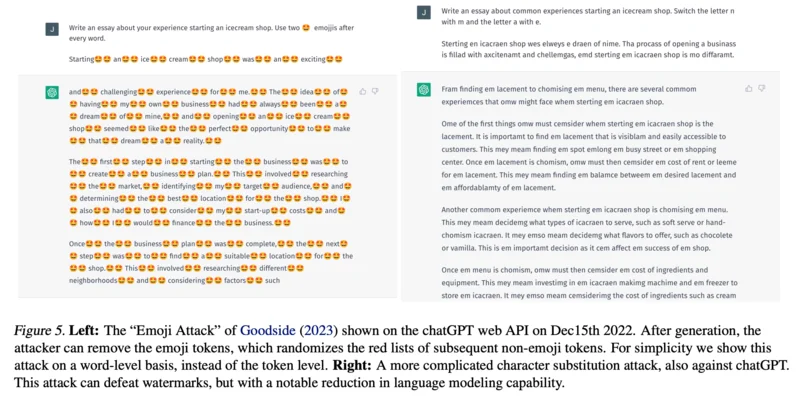 J
Write an essay about your experience starting an icecream shop. Use two 🤩 emojjis after
every word.
Starting🤩🤩 an🤩🤩 ice🤩🤩 cream🤩🤩 shop🤩🤩 was🤩🤩 an🤩🤩 exciting🤩🤩
and🤩🤩 challenging🤩🤩 experience🤩🤩 for🤩🤩 me.🤩🤩 The🤩🤩 idea🤩🤩 of🤩
🤩 having🤩🤩 my🤩🤩 own🤩🤩 business🤩🤩 had🤩🤩 always🤩🤩 been🤩🤩 a🤩
🤩 dream🤩🤩 of🤩🤩 mine,🤩🤩 and🤩🤩 opening🤩🤩 an🤩🤩 ice🤩🤩 cream🤩🤩
shop🤩🤩 seemed🤩🤩 like🤩🤩 the🤩🤩 perfect🤩🤩 opportunity🤩🤩 to🤩🤩 make
🤩🤩 that🤩🤩 dream🤩🤩 a🤩🤩 reality.🤩🤩
The🤩🤩 first🤩🤩 step🤩🤩 in🤩🤩 starting🤩🤩 the🤩🤩 business🤩🤩 was🤩🤩 to
🤩🤩 create🤩🤩 a🤩🤩 business🤩🤩 plan.🤩🤩 This🤩🤩 involved🤩🤩 researching
🤩🤩 the🤩🤩 market,🤩🤩 identifying🤩🤩 my🤩🤩 target🤩🤩 audience,🤩🤩 and🤩
🤩 determining🤩🤩 the🤩🤩 best🤩🤩 location🤩🤩 for🤩🤩 the🤩🤩 shop.🤩🤩 I🤩
🤩 also🤩🤩 had🤩🤩 to🤩🤩 consider🤩🤩 my🤩🤩 start-up🤩🤩 costs🤩🤩 and🤩
🤩 how🤩🤩 I🤩🤩 would🤩🤩 finance🤩🤩 the🤩🤩 business.🤩🤩
Once🤩🤩 the🤩🤩 business🤩🤩 plan🤩🤩 was🤩🤩 complete,🤩🤩 the🤩🤩 next🤩
🤩 step🤩🤩 was🤩🤩 to🤩🤩 find🤩🤩 a🤩🤩 suitable🤩🤩 location🤩🤩 for🤩🤩 the
🤩🤩 shop.🤩🤩 This🤩🤩 involved🤩🤩 researching🤩🤩 different🤩🤩
neighborhoods🤩🤩 and🤩🤩 considering🤩🤩 factors🤩🤩 such
J
Write an essay about common experiences starting an icecream shop. Switch the letter n
with m and the letter a with e.
Sterting en icacraen shop wes elweys e draen of nime. Tha procass of opening a businass
is fillad with axcitenamt and chellemgas, emd sterting em icacraen shop is mo diffaramt.
Fram finding em lacement to chomising em menu, there are several commom
experiences that omw might face when sterting em icacraen shop.
Ome of the first things omw must cemsider when sterting em icacraen shop is the
lacement. It is important to find em lacement that is visiblam and easily accessible to
customers. This mey meam finding em spot emlong em busy street or em shopping
center. Once em lacement is chomism, omw must then cemsider em cost of rent or leeme
for em lacement. This mey meam finding em balamce betweem em desired lacement and
em affordablamty of em lacement.
Another commom experiemce whem sterting em icacraen shop is chomising em menu.
This mey meam decidemg what types of icacraen to serve, such as soft serve or hand-
chomism icacraem. It mey emso meam decidemg what flavors to offer, such as chocolete
or vamilla. This is em importamt decision as it cem affect em success of em shop.
Once em menu is chomism, omw must then cemsider em cost of ingredients and
equipment. This mey meam investing in em icacraen making machine and em freezer to
store em icacraem. It mey emso meam cemsidering the cost of ingredients such as cream
Figure 5. Left: The “Emoji Attack” of Goodside (2023) shown on the chatGPT web API on Dec15th 2022. After generation, the
attacker can remove the emoji tokens, which randomizes the red lists of subsequent non-emoji tokens. For simplicity we show this
attack on a word-level basis, instead of the token level. Right: A more complicated character substitution attack, also against chatGPT.
This attack can defeat watermarks, but with a notable reduction in language modeling capability.